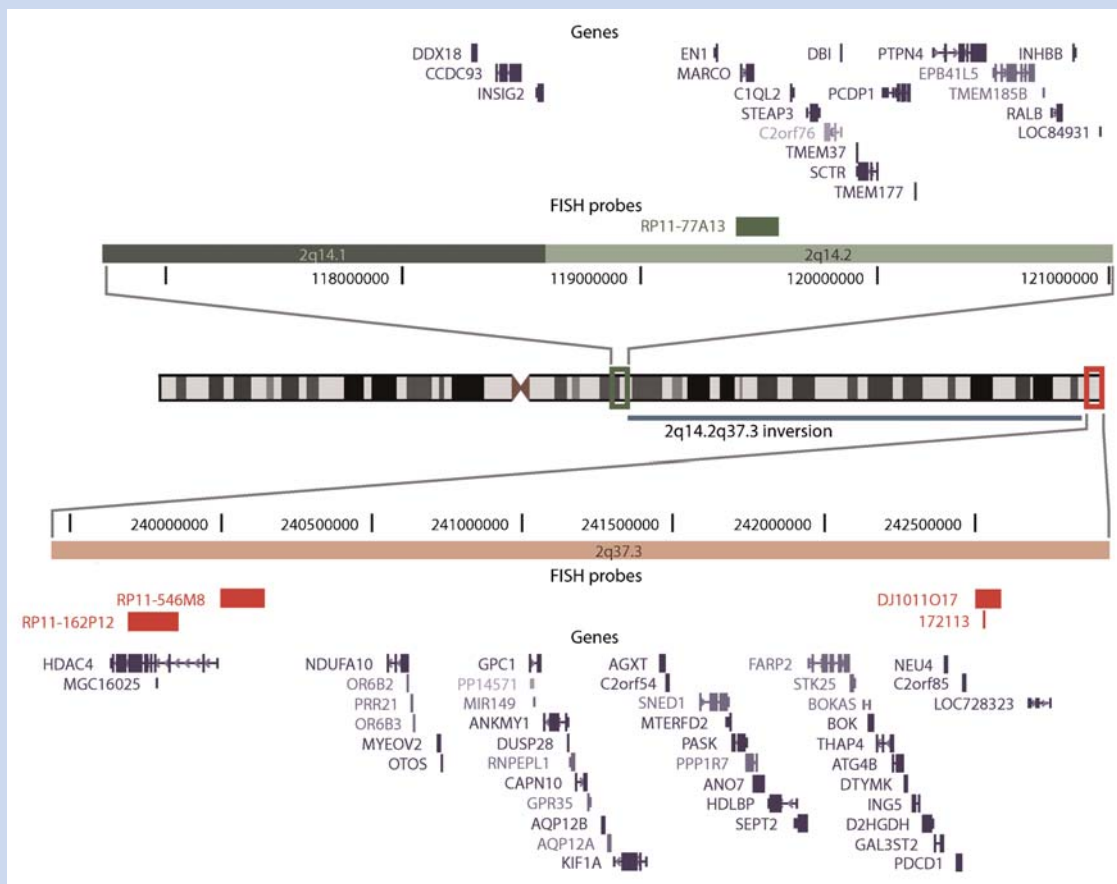 Genes
DDX18 EN1 DBI PTPN4 INHBB
CCDC93 MARCO EPB41L5
INSIG2 C1QL2 PCDP1 TMEM185B
STEAP3 RALB
C2orf76 LOC84931
TMEM37
SCTR
TMEM177
FISH probes
RP11-77A13
2q14.1 2q14.2
118000000 119000000 120000000 121000000
2q14.2q37.3 inversion
240000000 240500000 241000000 241500000 242000000 242500000
2q37.3
FISH probes
RP11-546M8 DJ1011O17
RP11-162P12 172113
Genes
HDAC4 NDUFA10 GPC1 AGXT FARP2 NEU4
MGC16025 OR6B2 PP14571 C2orf54 STK25 C2orf85
PRR21 MIR149 SNED1 BOKAS LOC728323
OR6B3 ANKMY1 MTERFD2 BOK
MYEOV2 DUSP28 PASK THAP4
OTOS RNPEPL1 PPP1R7 ATG4B
CAPN10 ANO7 DTYMK
GPR35 HDLBP ING5
AQP12B SEPT2 D2HGDH
AQP12A GAL3ST2
KIF1A PDCD1